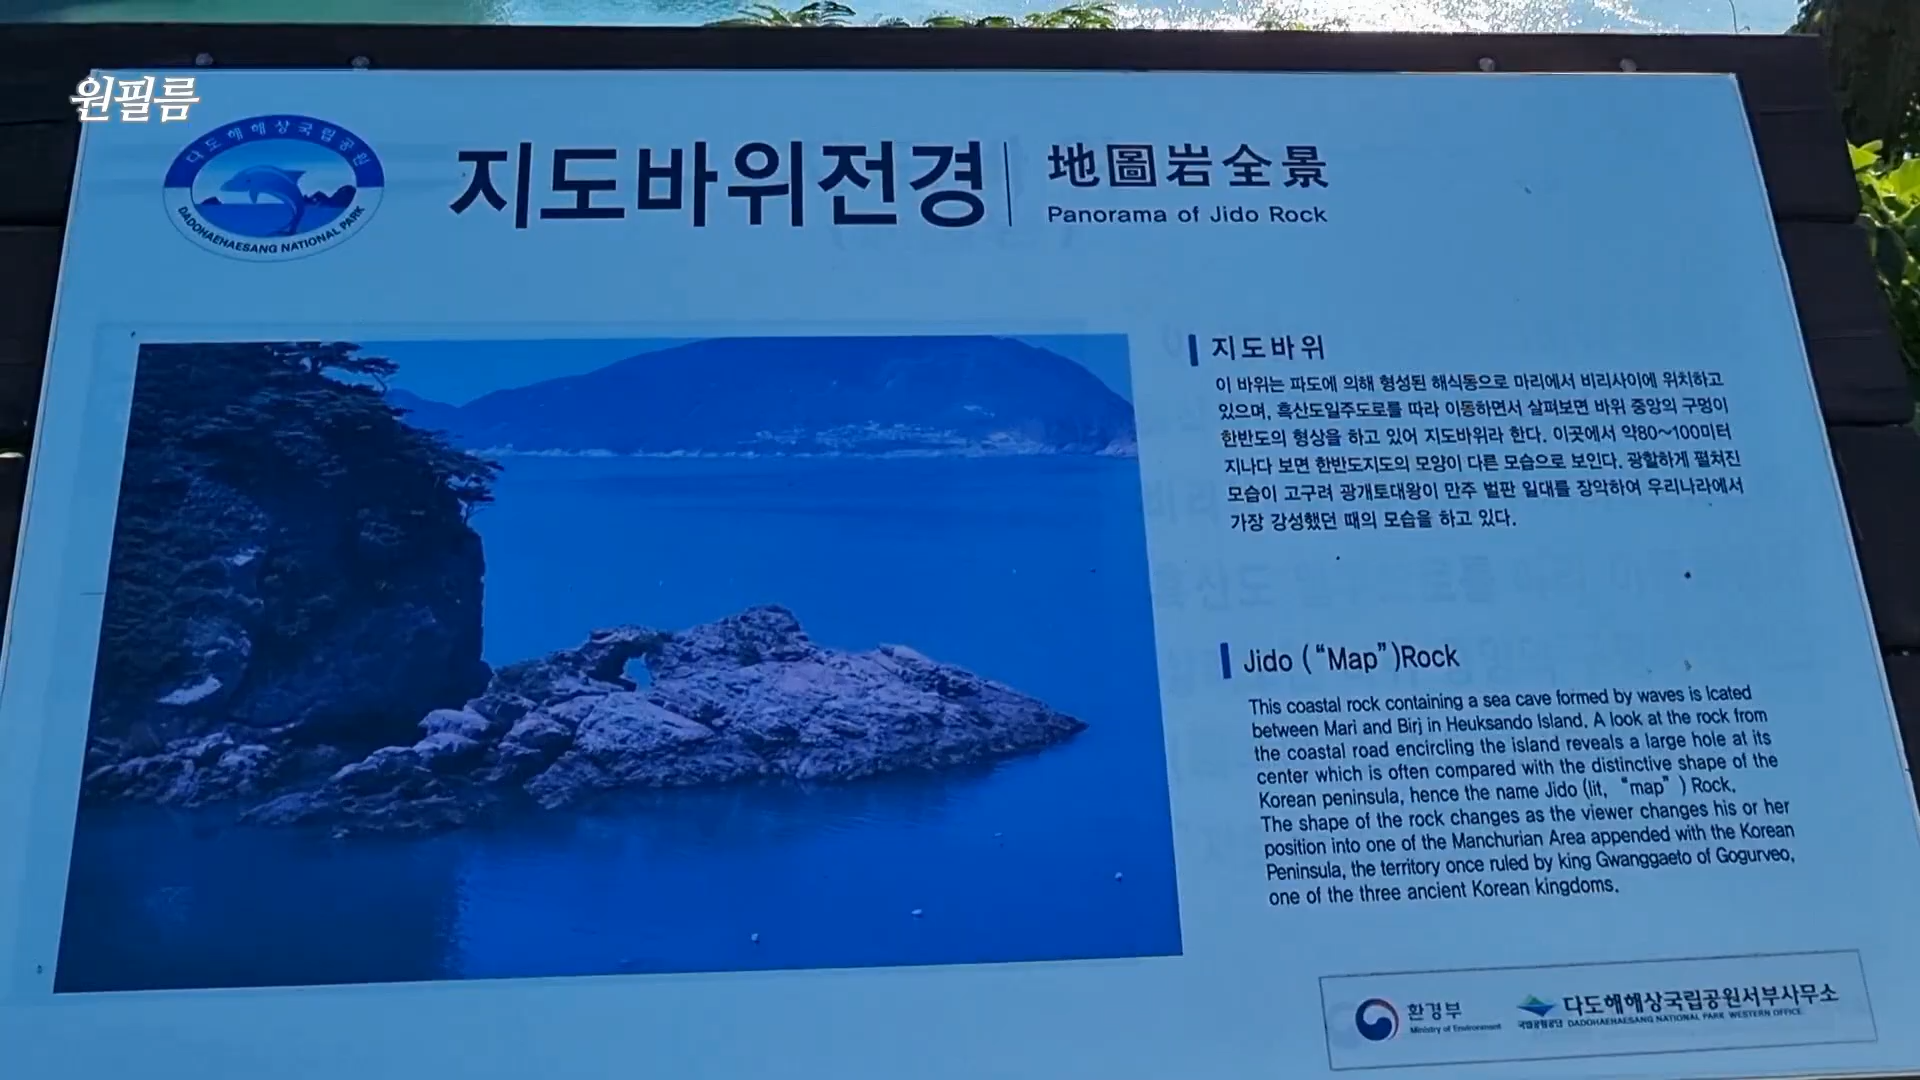 원필름
다도해해상국립공원
DADOHAEHAESANG NATIONAL PARK
지도바위전경
地圖岩全景
Panorama of Jido Rock
지도바위
이 바위는 파도에 의해 형성된 해식동으로 마리에서 비리사이에 위치하고
있으며, 흑산도일주도로를 따라 이동하면서 살펴보면 바위 중앙의 구멍이
한반도의 형상을 하고 있어 지도바위라 한다. 이곳에서 약80~100미터
지나다 보면 한반도지도의 모양이 다른 모습으로 보인다. 광활하게 펼쳐진
모습이 고구려 광개토대왕이 만주 벌판 일대를 장악하여 우리나라에서
가장 강성했던 때의 모습을 하고 있다.
Jido (“Map”)Rock
This coastal rock containing a sea cave formed by waves is lcated
between Mari and Biri in Heuksando Island. A look at the rock from
the coastal road encircling the island reveals a large hole at its
center which is often compared with the distinctive shape of the
Korean peninsula, hence the name Jido (lit, “map”) Rock.
The shape of the rock changes as the viewer changes his or her
position into one of the Manchurian Area appended with the Korean
Peninsula, the territory once ruled by king Gwanggaeto of Gogurveo,
one of the three ancient Korean kingdoms.
환경부
Ministry of Environment
국립공원공단
다도해해상국립공원서부사무소
DADOHAEHAESANG NATIONAL PARK WESTERN OFFICE